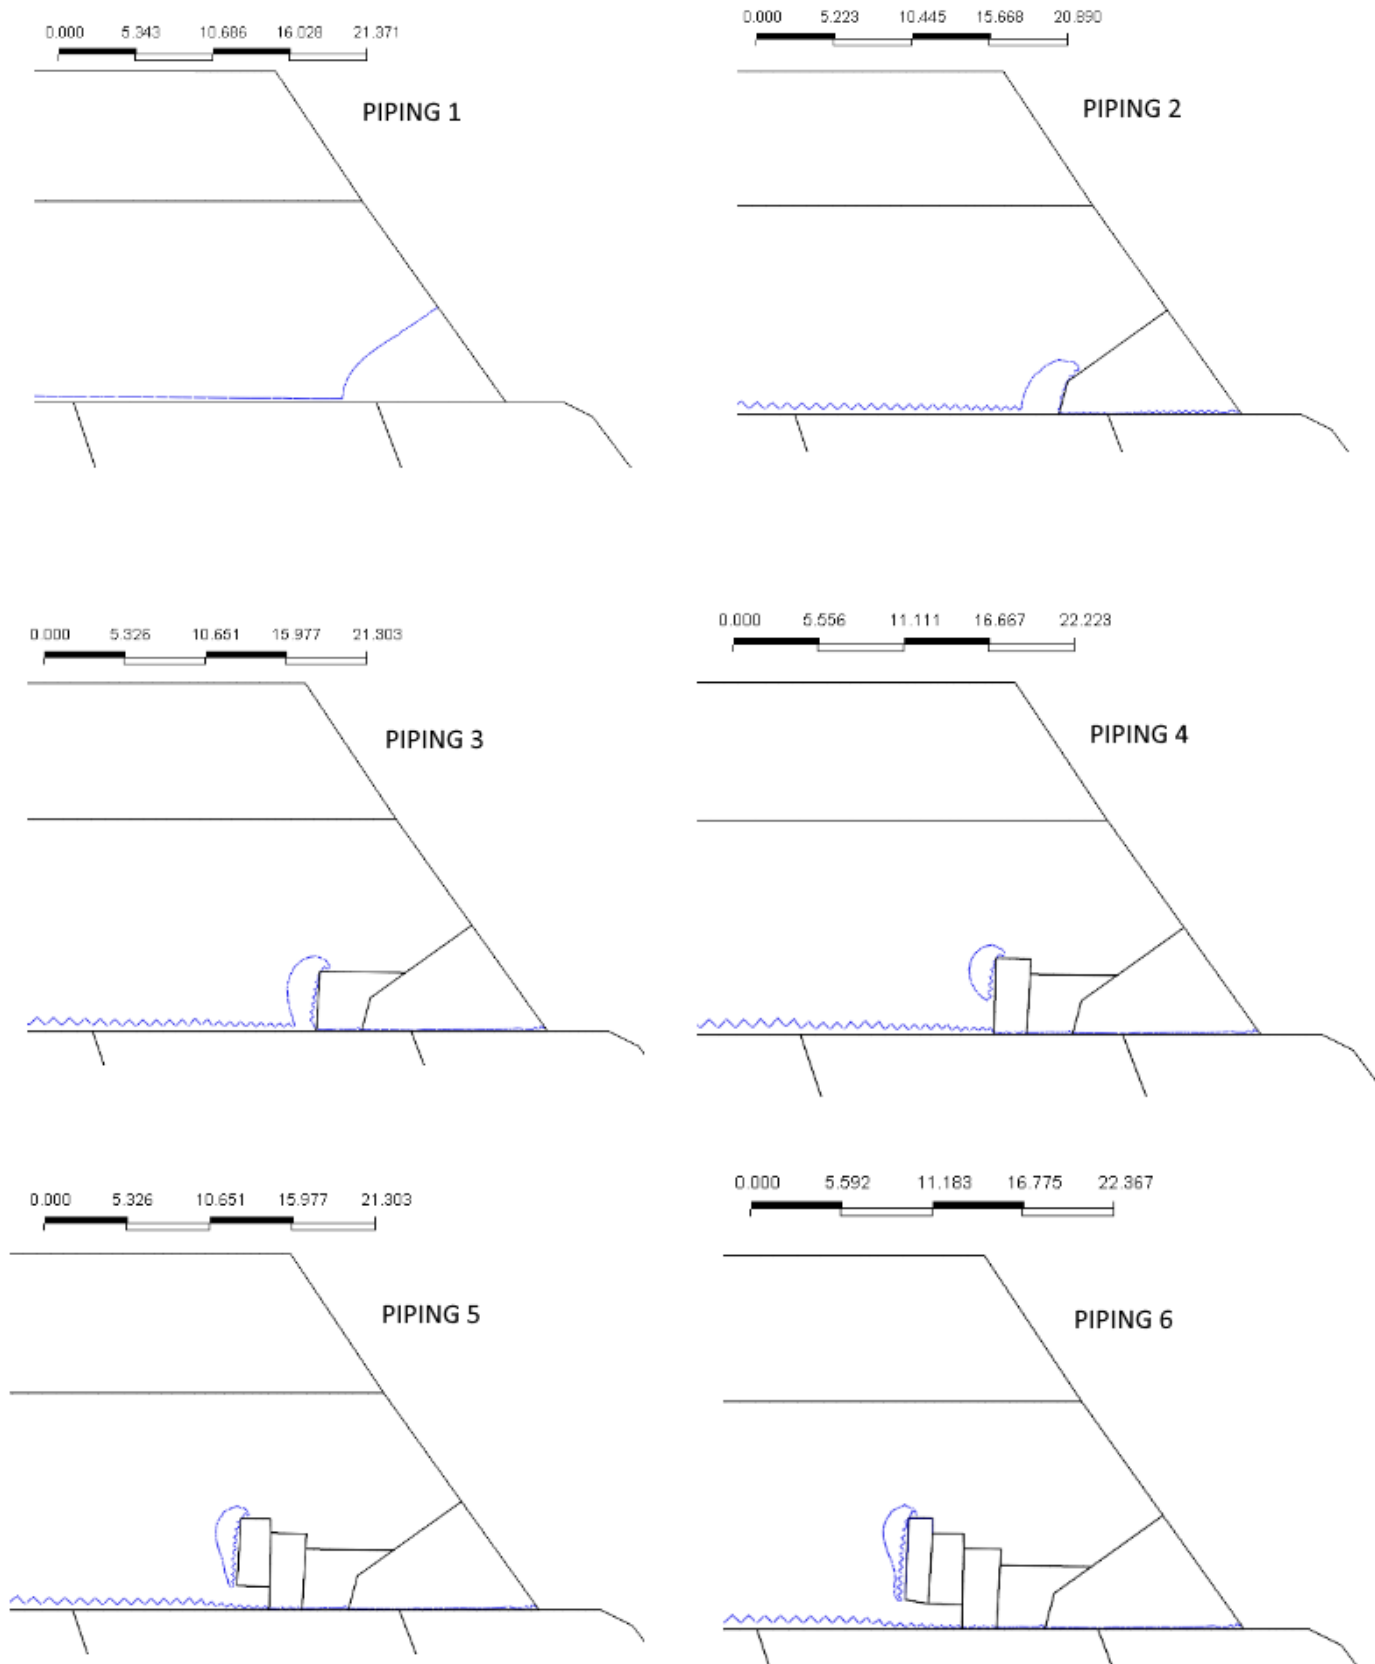 0.000 5.343 10.686 16.028 21.371
PIPING 1
0.000 5.223 10.445 15.668 20.890
PIPING 2
0.000 5.326 10.651 15.977 21.303
PIPING 3
0.000 5.556 11.111 16.667 22.223
PIPING 4
0.000 5.326 10.651 15.977 21.303
PIPING 5
0.000 5.592 11.183 16.775 22.367
PIPING 6